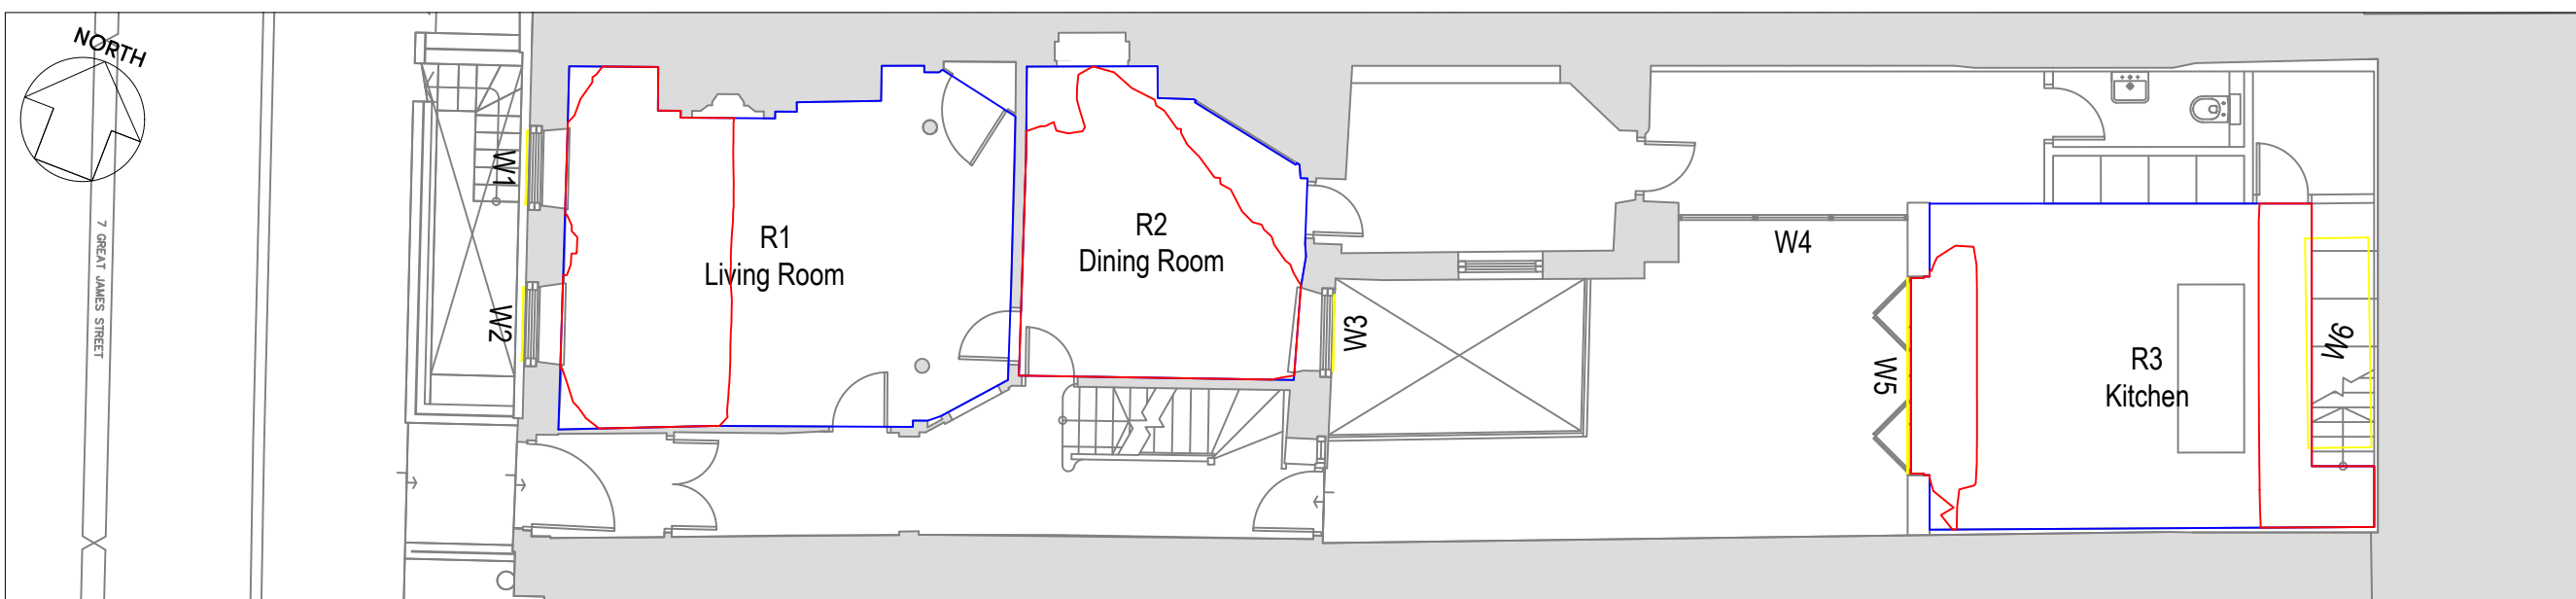 NORTH
7 GREAT JAMES STREET
W1
W2
R1
Living Room
R2
Dining Room
W3
W4
W5
R3
Kitchen
W6